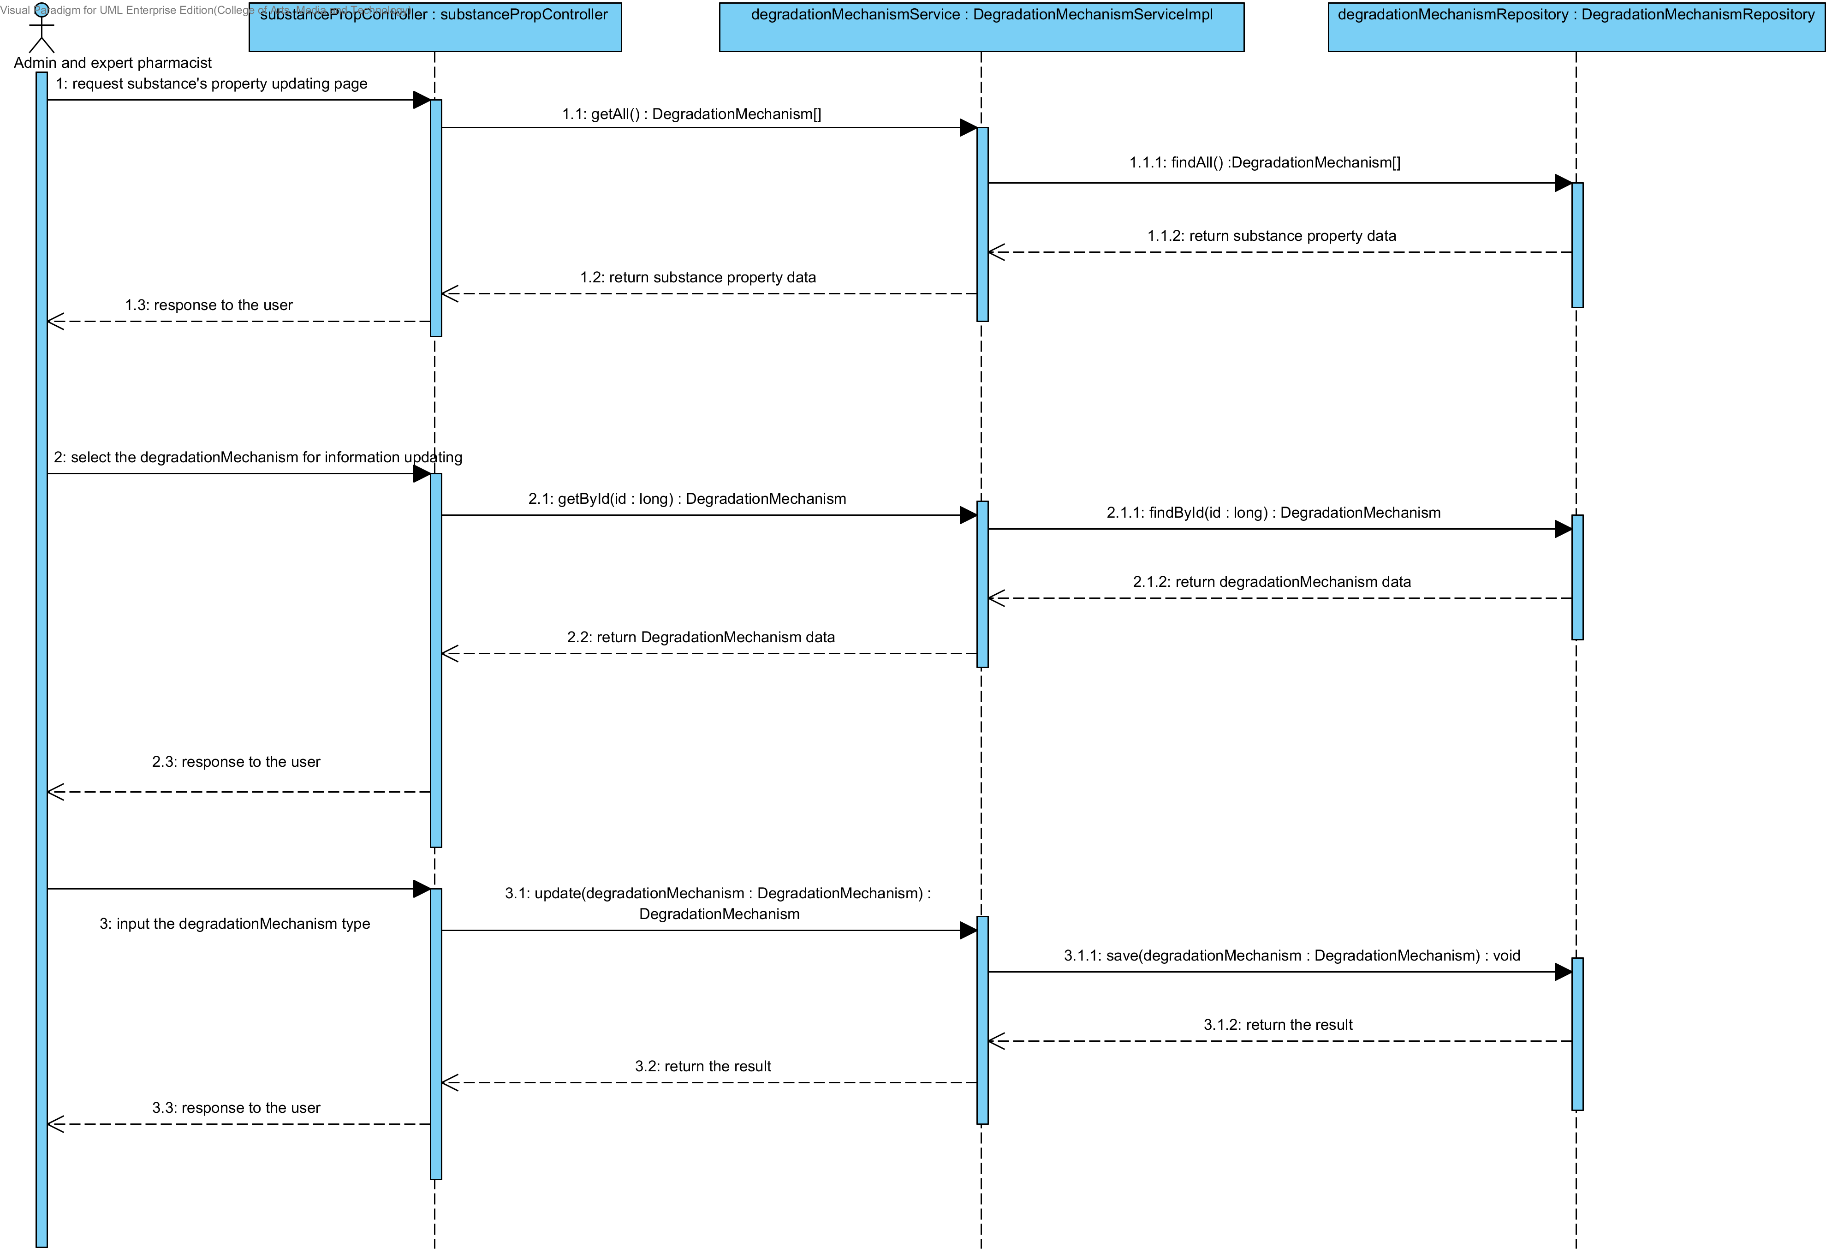 Visual Paradigm for UML Enterprise Edition(College of Arts, Media and Technology)
substancePropController : substancePropController
degradationMechanismService : DegradationMechanismServiceImpl
degradationMechanismRepository : DegradationMechanismRepository
Admin and expert pharmacist
1: request substance's property updating page
1.1: getAll() : DegradationMechanism[]
1.1.1: findAll() :DegradationMechanism[]
1.1.2: return substance property data
1.2: return substance property data
1.3: response to the user
2: select the degradationMechanism for information updating
2.1: getById(id : long) : DegradationMechanism
2.1.1: findById(id : long) : DegradationMechanism
2.1.2: return degradationMechanism data
2.2: return DegradationMechanism data
2.3: response to the user
3.1: update(degradationMechanism : DegradationMechanism) :
DegradationMechanism
3: input the degradationMechanism type
3.1.1: save(degradationMechanism : DegradationMechanism) : void
3.1.2: return the result
3.2: return the result
3.3: response to the user